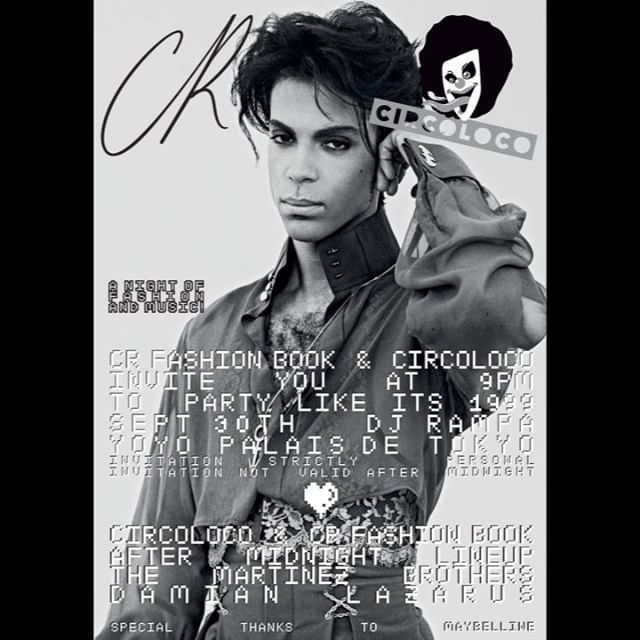 CR
CIRCOLOCO
A NIGHT OF
FASHION
AND MUSIC!
CR FASHION BOOK & CIRCOLOCO
INVITE YOU AT 9PM
TO PARTY LIKE ITS 1999
SEPT 30TH DJ RAMPA
YOYO PALAIS DE TOKYO
INVITATION STRICTLY PERSONAL
INVITATION NOT VALID AFTER MIDNIGHT
CIRCOLOCO & CR FASHION BOOK
AFTER MIDNIGHT LINEUP
THE MARTINEZ BROTHERS
DAMIAN LAZARUS
SPECIAL THANKS TO MAYBELLINE